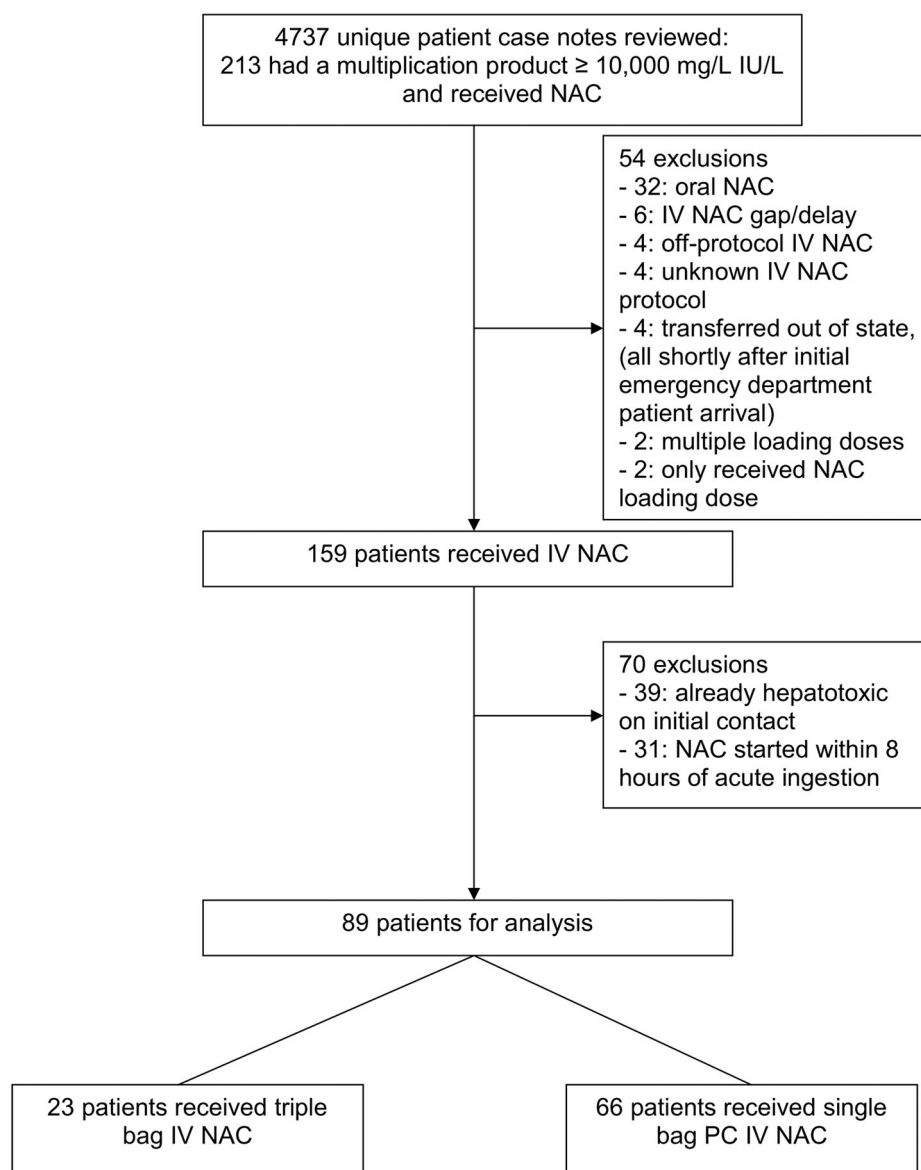 4737 unique patient case notes reviewed:
213 had a multiplication product ≥ 10,000 mg/L IU/L
and received NAC
54 exclusions
- 32: oral NAC
- 6: IV NAC gap/delay
- 4: off-protocol IV NAC
- 4: unknown IV NAC
protocol
- 4: transferred out of state,
(all shortly after initial
emergency department
patient arrival)
- 2: multiple loading doses
- 2: only received NAC
loading dose
159 patients received IV NAC
70 exclusions
- 39: already hepatotoxic
on initial contact
- 31: NAC started within 8
hours of acute ingestion
89 patients for analysis
23 patients received triple
bag IV NAC
66 patients received single
bag PC IV NAC